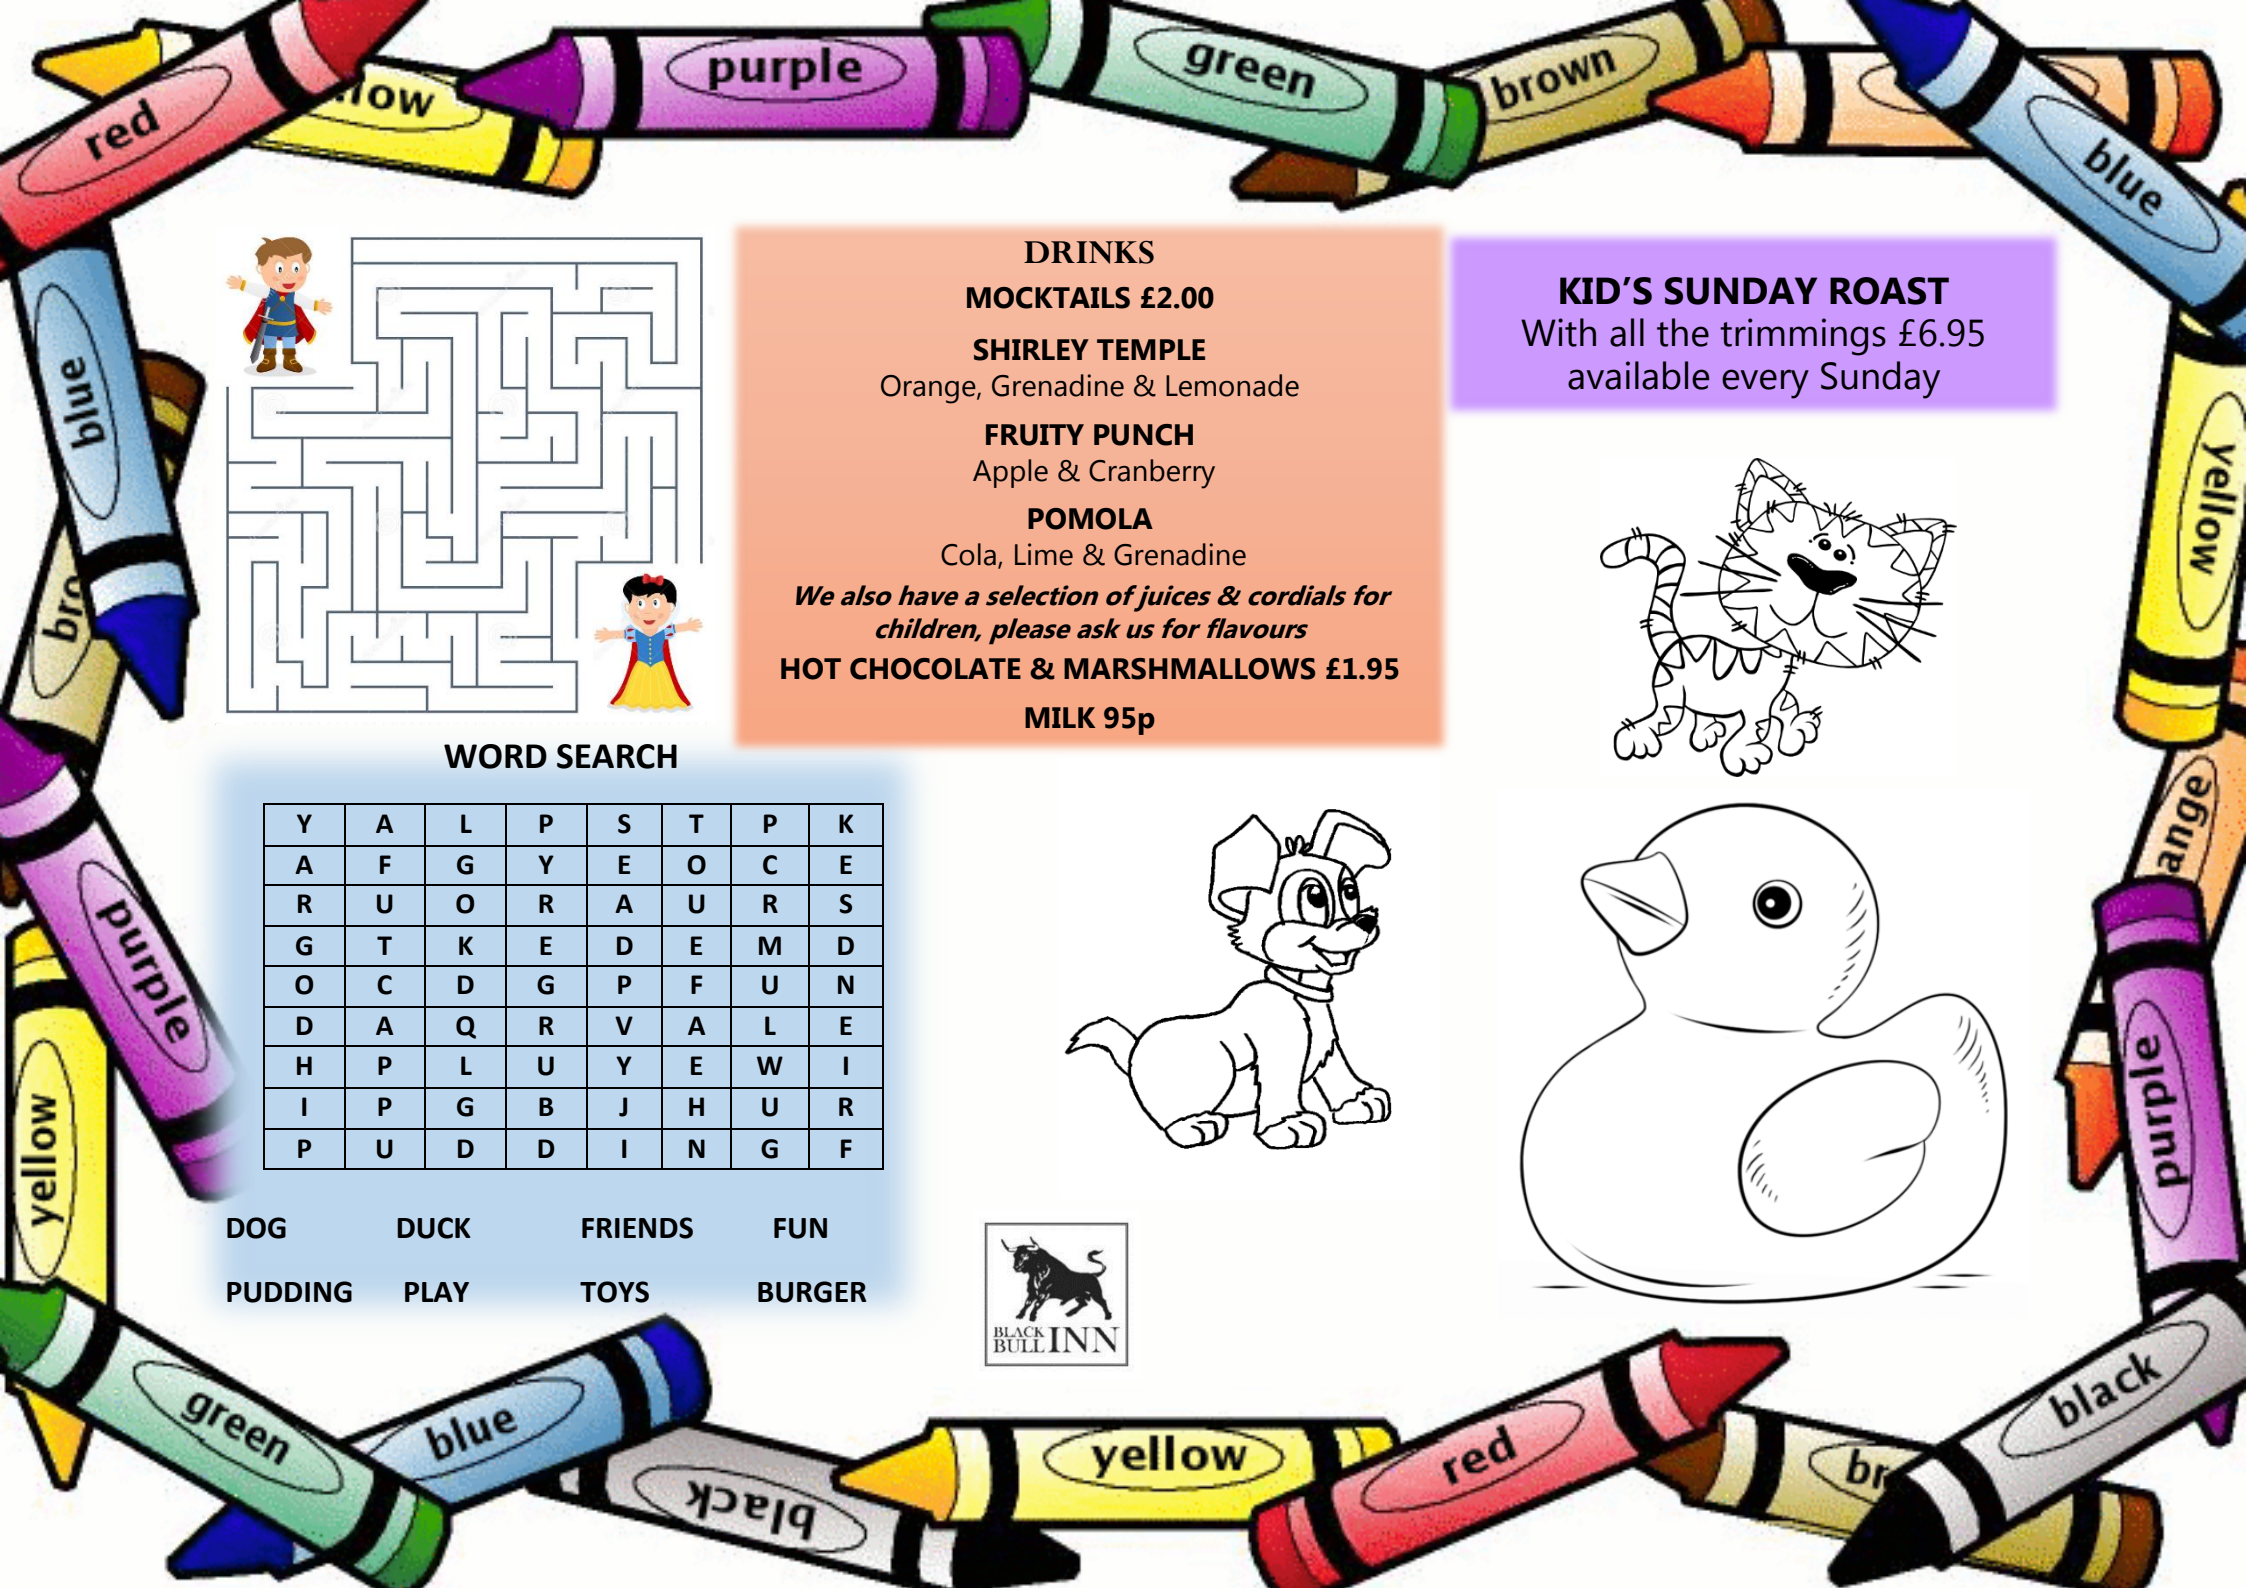 red
llow
purple
green
brown
blue
DRINKS
MOCKTAILS £2.00
SHIRLEY TEMPLE
Orange, Grenadine & Lemonade
FRUITY PUNCH
Apple & Cranberry
POMOLA
Cola, Lime & Grenadine
We also have a selection of juices & cordials for
children, please ask us for flavours
HOT CHOCOLATE & MARSHMALLOWS £1.95
MILK 95p
KID’S SUNDAY ROAST
With all the trimmings £6.95
available every Sunday
blue
bro
purple
yellow
yellow
ange
purple
WORD SEARCH
Y A L P S T P K
A F G Y E O C E
R U O R A U R S
G T K E D E M D
O C D G P F U N
D A Q R V A L E
H P L U Y E W I
I P G B J H U R
P U D D I N G F
DOG DUCK FRIENDS FUN
PUDDING PLAY TOYS BURGER
BLACK
BULL INN
green
blue
black
yellow
red
br
black